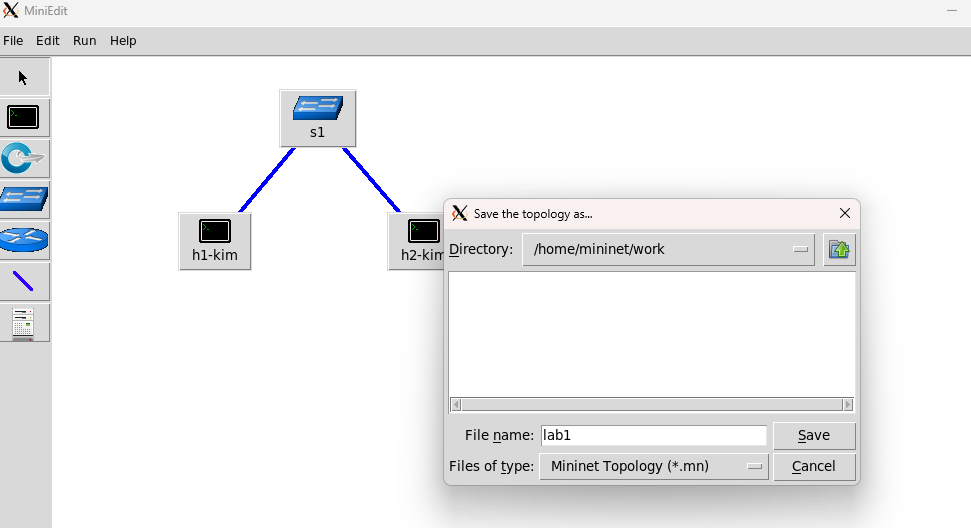 MiniEdit
File Edit Run Help
s1
h1-kim
h2-kim
Save the topology as...
Directory: /home/mininet/work
File name: lab1 Save
Files of type: Mininet Topology (*.mn) Cancel